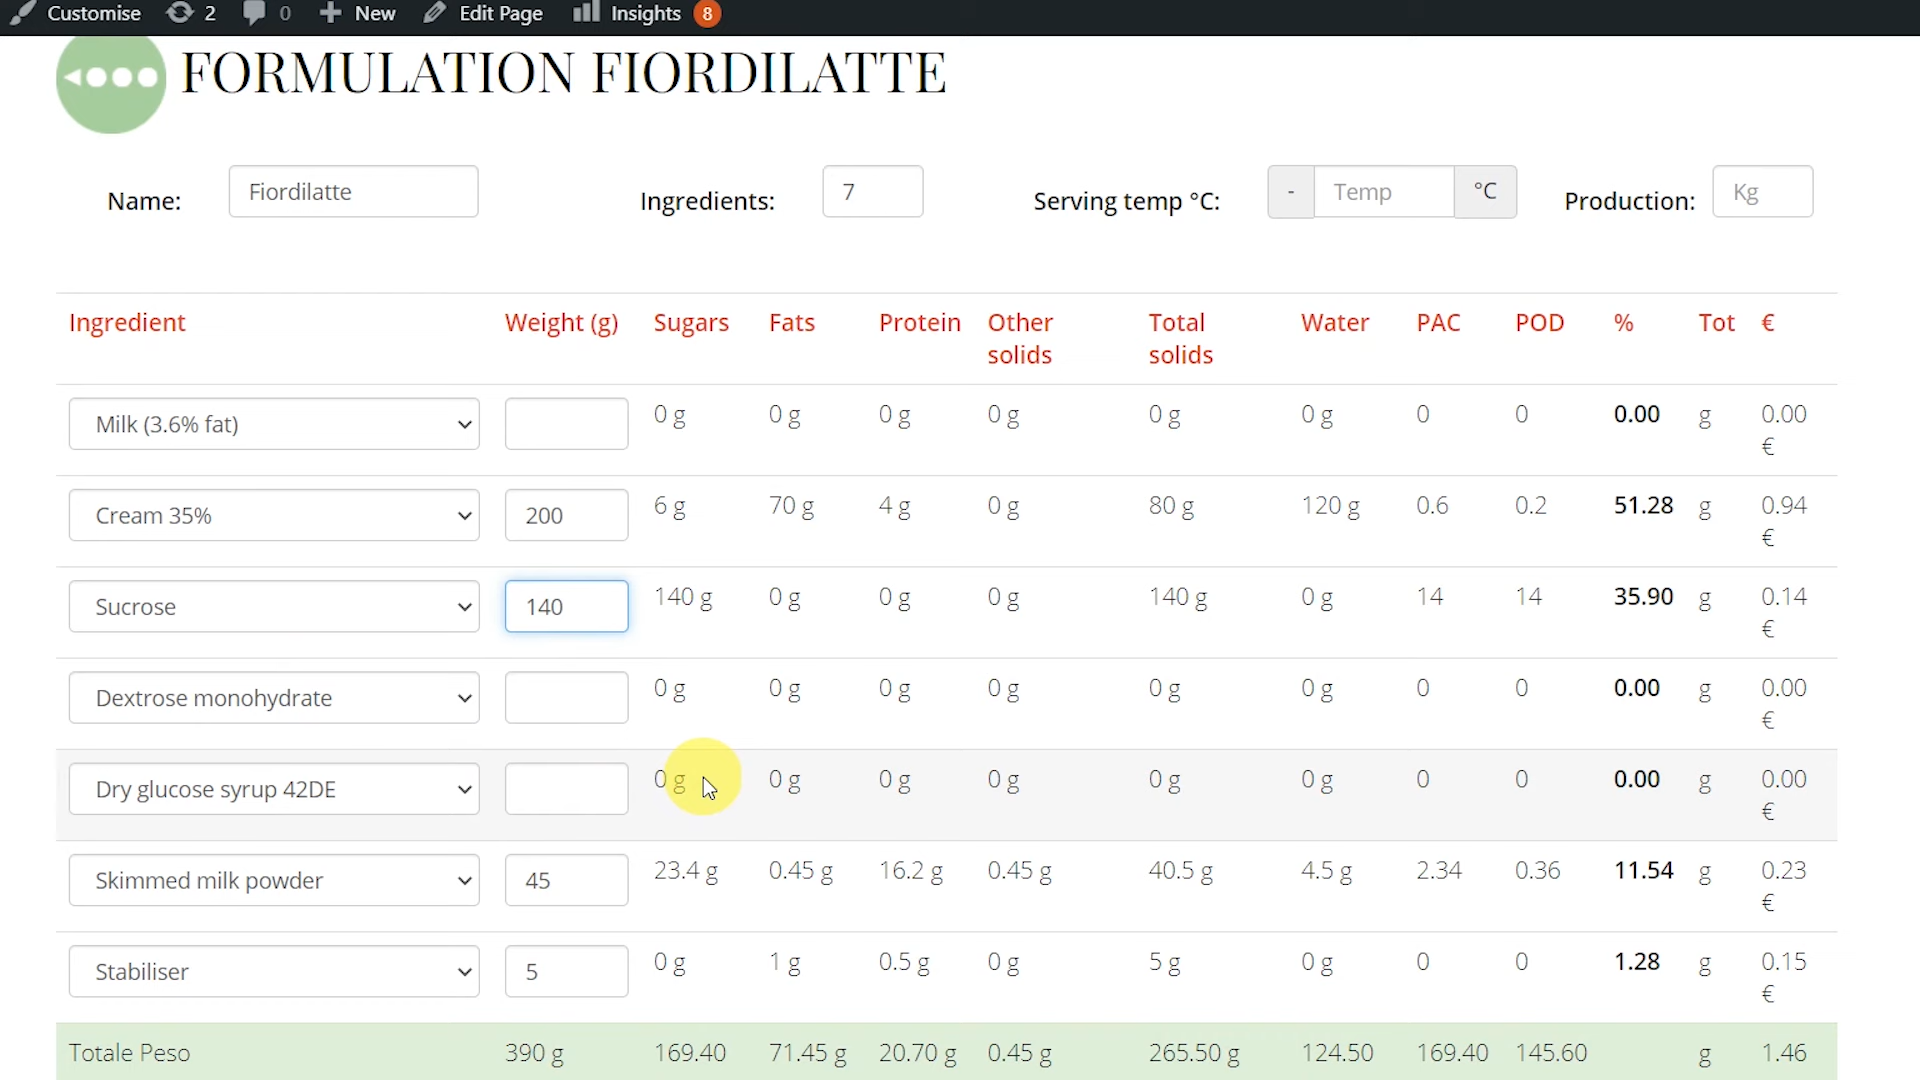 Customise 2 0 New Edit Page Insights 8
FORMULATION FIORDILATTE
Name: Fiordilatte Ingredients: 7 Serving temp °C: - Temp °C Production: Kg
Ingredient Weight (g) Sugars Fats Protein Other solids Total solids Water PAC POD % Tot €
Milk (3.6% fat) 0 g 0 g 0 g 0 g 0 g 0 g 0 0 0.00 g 0.00 €
Cream 35% 200 6 g 70 g 4 g 0 g 80 g 120 g 0.6 0.2 51.28 g 0.94 €
Sucrose 140 140 g 0 g 0 g 0 g 140 g 0 g 14 14 35.90 g 0.14 €
Dextrose monohydrate 0 g 0 g 0 g 0 g 0 g 0 g 0 0 0.00 g 0.00 €
Dry glucose syrup 42DE 0 g 0 g 0 g 0 g 0 g 0 g 0 0 0.00 g 0.00 €
Skimmed milk powder 45 23.4 g 0.45 g 16.2 g 0.45 g 40.5 g 4.5 g 2.34 0.36 11.54 g 0.23 €
Stabiliser 5 0 g 1 g 0.5 g 0 g 5 g 0 g 0 0 1.28 g 0.15 €
Totale Peso 390 g 169.40 71.45 g 20.70 g 0.45 g 265.50 g 124.50 169.40 145.60 g 1.46